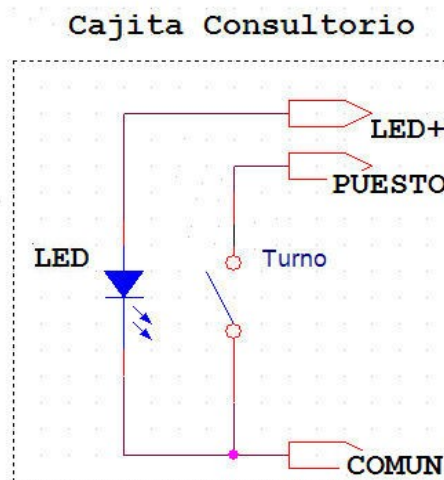 Cajita Consultorio
LED+
PUESTO
LED
Turno
COMUN